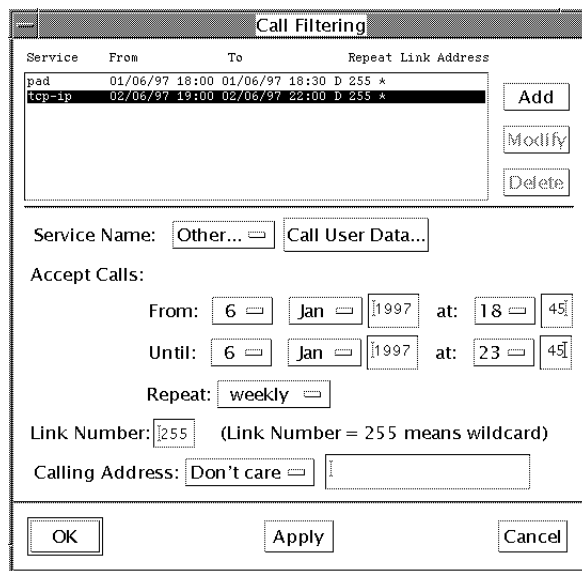 Call Filtering
Service From To Repeat Link Address
pad 01/06/97 18:00 01/06/97 18:30 D 255 *
tcp-ip 02/06/97 19:00 02/06/97 22:00 D 255 *
Add
Modify
Delete
Service Name: Other... Call User Data...
Accept Calls:
From: 6 Jan 1997 at: 18 45
Until: 6 Jan 1997 at: 23 45
Repeat: weekly
Link Number: 255 (Link Number = 255 means wildcard)
Calling Address: Don't care
OK Apply Cancel